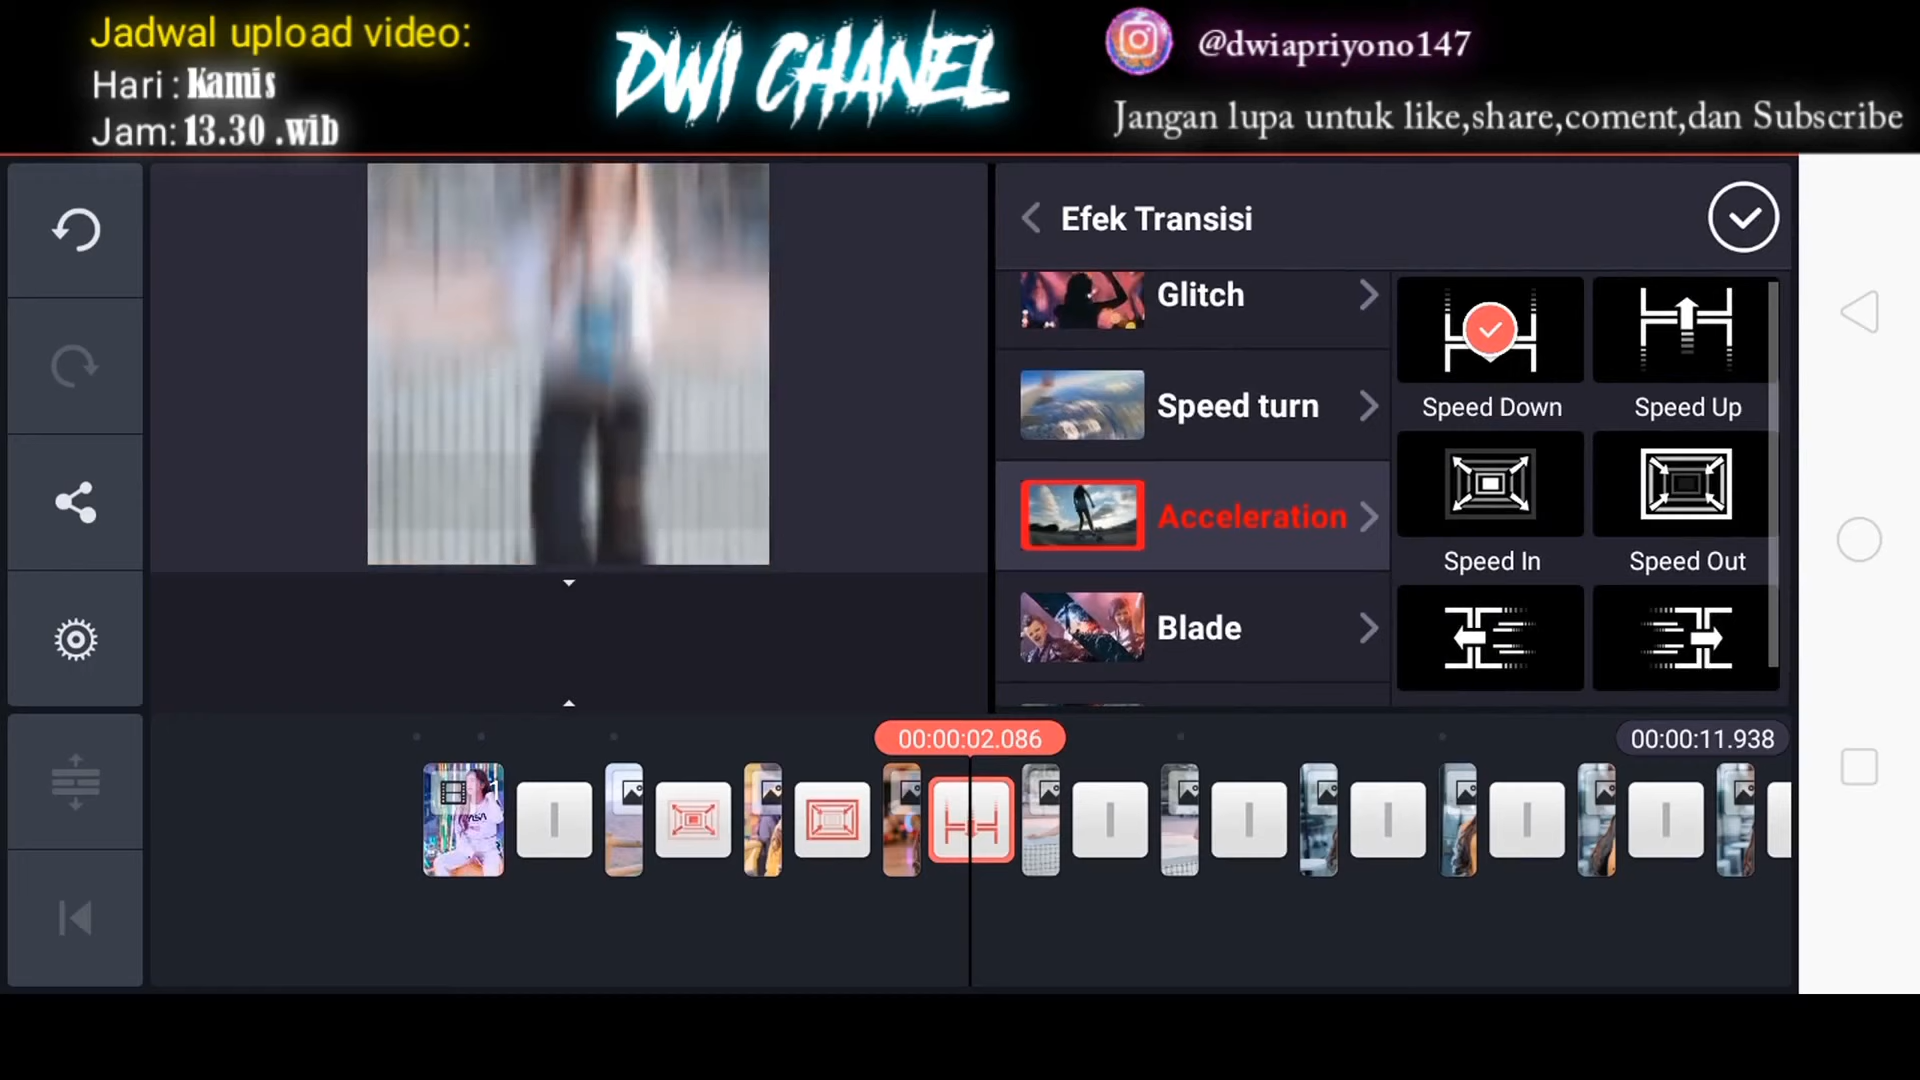 Jadwal upload video:
Hari : Kamis
Jam: 13.30 .wib
DWI CHANEL
@dwiapriyono147
Jangan lupa untuk like,share,coment,dan Subscribe
Efek Transisi
Glitch
Speed turn
Acceleration
Blade
Speed Down
Speed Up
Speed In
Speed Out
00:00:02.086
00:00:11.938